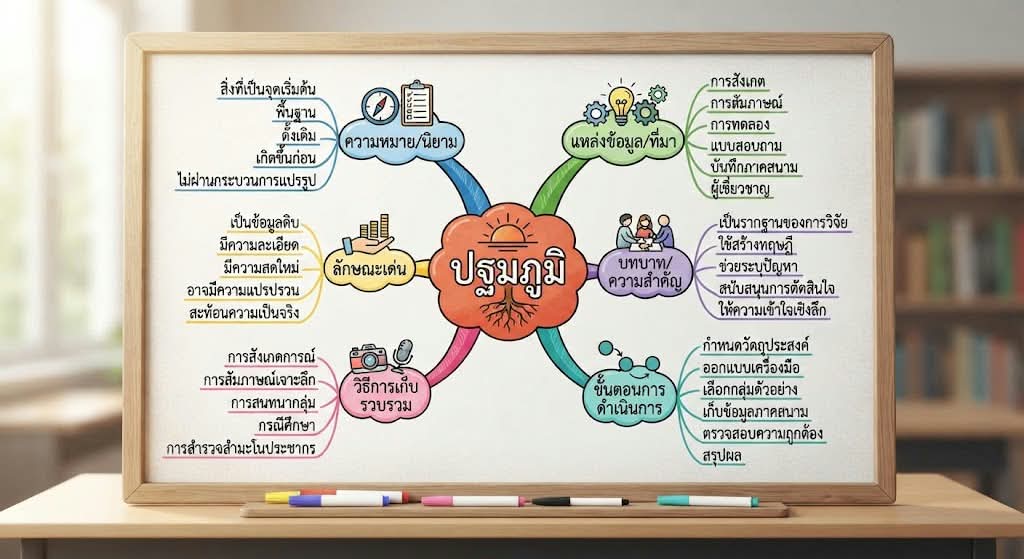 ปฐมภูมิ
ความหมาย/นิยาม
สิ่งที่เป็นจุดเริ่มต้น
พื้นฐาน
ดั้งเดิม
เกิดขึ้นก่อน
ไม่ผ่านกระบวนการแปรรูป
ลักษณะเด่น
เป็นข้อมูลดิบ
มีความละเอียด
มีความสดใหม่
อาจมีความแปรปรวน
สะท้อนความเป็นจริง
วิธีการเก็บ
รวบรวม
การสังเกตการณ์
การสัมภาษณ์เจาะลึก
การสนทนากลุ่ม
กรณีศึกษา
การสำรวจสำมะโนประชากร
แหล่งข้อมูล/ที่มา
การสังเกต
การสัมภาษณ์
การทดลอง
แบบสอบถาม
บันทึกภาคสนาม
ผู้เชี่ยวชาญ
บทบาท/
ความสำคัญ
เป็นรากฐานของการวิจัย
ใช้สร้างทฤษฎี
ช่วยระบุปัญหา
สนับสนุนการตัดสินใจ
ให้ความเข้าใจเชิงลึก
ขั้นตอนการ
ดำเนินการ
กำหนดวัตถุประสงค์
ออกแบบเครื่องมือ
เลือกกลุ่มตัวอย่าง
เก็บข้อมูลภาคสนาม
ตรวจสอบความถูกต้อง
สรุปผล